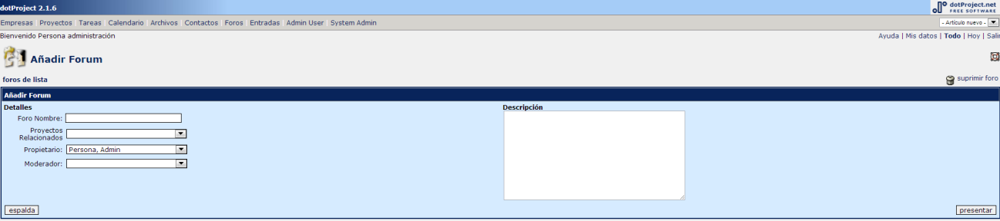 dotProject 2.1.6
dotProject.net
FREE SOFTWARE
Empresas | Proyectos | Tareas | Calendario | Archivos | Contactos | Foros | Entradas | Admin User | System Admin
- Artículo nuevo -
Bienvenido Persona administración
Ayuda | Mis datos | Todo | Hoy | Salir
Añadir Forum
foros de lista
suprimir foro
Añadir Forum
Detalles
Descripción
Foro Nombre:
Proyectos
Relacionados
Propietario: Persona, Admin
Moderador:
espalda
presentar